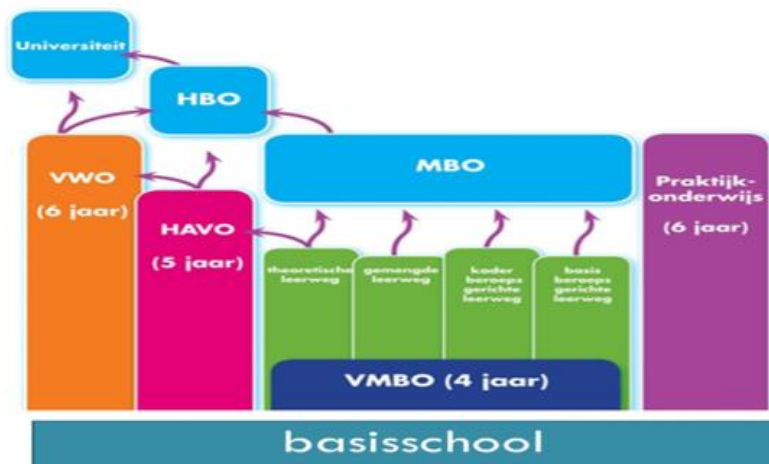 Universiteit
HBO
MBO
VWO
(6 jaar)
HAVO
(5 jaar)
theoretische
leerweg
gemengde
leerweg
kader
beroeps
gerichte
leerweg
basis
beroeps
gerichte
leerweg
Praktijk-
onderwijs
(6 jaar)
VMBO (4 jaar)
basisschool